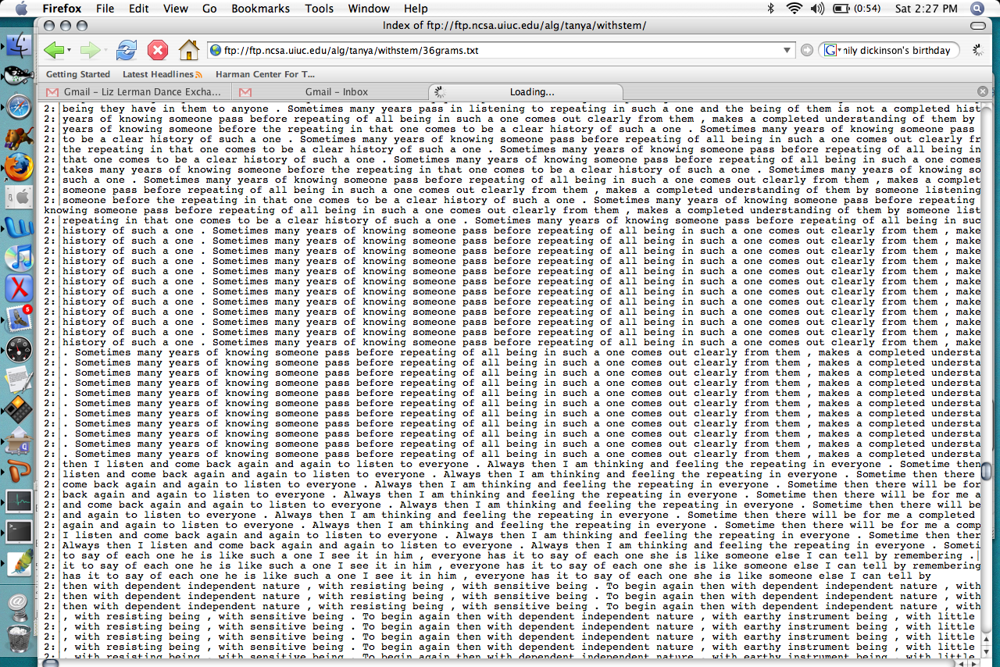 Firefox File Edit View Go Bookmarks Tools Window Help (0:54) Sat 2:27 PM
Index of ftp://ftp.ncsa.uiuc.edu/alg/tanya/withstem/
ftp://ftp.ncsa.uiuc.edu/alg/tanya/withstem/36grams.txt G nily dickinson's birthday
Getting Started Latest Headlines Harman Center For T...
Gmail – Liz Lerman Dance Excha... Gmail – Inbox Loading...
2: being they have in them to anyone . Sometimes many years pass in listening to repeating in such a one and the being of them is not a completed hist
2: years of knowing someone pass before repeating of all being in such a one comes out clearly from them , makes a completed understanding of them by
2: years of knowing someone before the repeating in that one comes to be a clear history of such a one . Sometimes many years of knowing someone pass
2: to be a clear history of such a one . Sometimes many years of knowing someone pass before repeating of all being in such a one comes out clearly fr
2: the repeating in that one comes to be a clear history of such a one . Sometimes many years of knowing someone pass before repeating of all being in
2: that one comes to be a clear history of such a one . Sometimes many years of knowing someone pass before repeating of all being in such a one comes
2: takes many years of knowing someone before the repeating in that one comes to be a clear history of such a one . Sometimes many years of knowing so
2: such a one . Sometimes many years of knowing someone pass before repeating of all being in such a one comes out clearly from them , makes a complet
2: someone pass before repeating of all being in such a one comes out clearly from them , makes a completed understanding of them by someone listening
2: someone before the repeating in that one comes to be a clear history of such a one . Sometimes many years of knowing someone pass before repeating
knowing someone pass before repeating of all being in such a one comes out clearly from them , makes a completed understanding of them by someone list
2: repeating in that one comes to be a clear history of such a one . Sometimes many years of knowing someone pass before repeating of all being in suc
2: history of such a one . Sometimes many years of knowing someone pass before repeating of all being in such a one comes out clearly from them , make
2: history of such a one . Sometimes many years of knowing someone pass before repeating of all being in such a one comes out clearly from them , make
2: history of such a one . Sometimes many years of knowing someone pass before repeating of all being in such a one comes out clearly from them , make
2: history of such a one . Sometimes many years of knowing someone pass before repeating of all being in such a one comes out clearly from them , make
2: history of such a one . Sometimes many years of knowing someone pass before repeating of all being in such a one comes out clearly from them , make
2: history of such a one . Sometimes many years of knowing someone pass before repeating of all being in such a one comes out clearly from them , make
2: history of such a one . Sometimes many years of knowing someone pass before repeating of all being in such a one comes out clearly from them , make
2: history of such a one . Sometimes many years of knowing someone pass before repeating of all being in such a one comes out clearly from them , make
2: history of such a one . Sometimes many years of knowing someone pass before repeating of all being in such a one comes out clearly from them , make
2: history of such a one . Sometimes many years of knowing someone pass before repeating of all being in such a one comes out clearly from them , make
2: history of such a one . Sometimes many years of knowing someone pass before repeating of all being in such a one comes out clearly from them , make
2: history of such a one . Sometimes many years of knowing someone pass before repeating of all being in such a one comes out clearly from them , make
2: . Sometimes many years of knowing someone pass before repeating of all being in such a one comes out clearly from them , makes a completed understa
2: . Sometimes many years of knowing someone pass before repeating of all being in such a one comes out clearly from them , makes a completed understa
2: . Sometimes many years of knowing someone pass before repeating of all being in such a one comes out clearly from them , makes a completed understa
2: . Sometimes many years of knowing someone pass before repeating of all being in such a one comes out clearly from them , makes a completed understa
2: . Sometimes many years of knowing someone pass before repeating of all being in such a one comes out clearly from them , makes a completed understa
2: . Sometimes many years of knowing someone pass before repeating of all being in such a one comes out clearly from them , makes a completed understa
2: . Sometimes many years of knowing someone pass before repeating of all being in such a one comes out clearly from them , makes a completed understa
2: . Sometimes many years of knowing someone pass before repeating of all being in such a one comes out clearly from them , makes a completed understa
2: . Sometimes many years of knowing someone pass before repeating of all being in such a one comes out clearly from them , makes a completed understa
2: . Sometimes many years of knowing someone pass before repeating of all being in such a one comes out clearly from them , makes a completed understa
2: . Sometimes many years of knowing someone pass before repeating of all being in such a one comes out clearly from them , makes a completed understa
2: then I listen and come back again and again to listen to everyone . Always then I am thinking and feeling the repeating in everyone . Sometime then
2: listen and come back again and again to listen to everyone . Always then I am thinking and feeling the repeating in everyone . Sometime then there
2: come back again and again to listen to everyone . Always then I am thinking and feeling the repeating in everyone . Sometime then there will be for
2: back again and again to listen to everyone . Always then I am thinking and feeling the repeating in everyone . Sometime then there will be for me a
2: and come back again and again to listen to everyone . Always then I am thinking and feeling the repeating in everyone . Sometime then there will be
2: and again to listen to everyone . Always then I am thinking and feeling the repeating in everyone . Sometime then there will be for me a completed
2: again and again to listen to everyone . Always then I am thinking and feeling the repeating in everyone . Sometime then there will be for me a comp
2: I listen and come back again and again to listen to everyone . Always then I am thinking and feeling the repeating in everyone . Sometime then ther
2: Always then I listen and come back again and again to listen to everyone . Always then I am thinking and feeling the repeating in everyone . Someti
2: to say of each one he is like such a one I see it in him , everyone has it to say of each one she is like someone else I can tell by remembering .|
2: it to say of each one he is like such a one I see it in him , everyone has it to say of each one she is like someone else I can tell by remembering
2: has it to say of each one he is like such a one I see it in him , everyone has it to say of each one she is like someone else I can tell by
2: then with dependent independent nature , with resisting being , with sensitive being . To begin again then with dependent independent nature , with
2: then with dependent independent nature , with resisting being , with sensitive being . To begin again then with dependent independent nature , with
2: then with dependent independent nature , with resisting being , with sensitive being . To begin again then with dependent independent nature , with
2: , with resisting being , with sensitive being . To begin again then with dependent independent nature , with earthy instrument being , with little
2: , with resisting being , with sensitive being . To begin again then with dependent independent nature , with earthy instrument being , with little
2: , with resisting being , with sensitive being . To begin again then with dependent independent nature , with earthy instrument being , with little
2: , with resisting being , with sensitive being . To begin again then with dependent independent nature , with earthy instrument being , with little
2: , with resisting being , with sensitive being . To begin again then with dependent independent nature , with earthy instrument being , with little